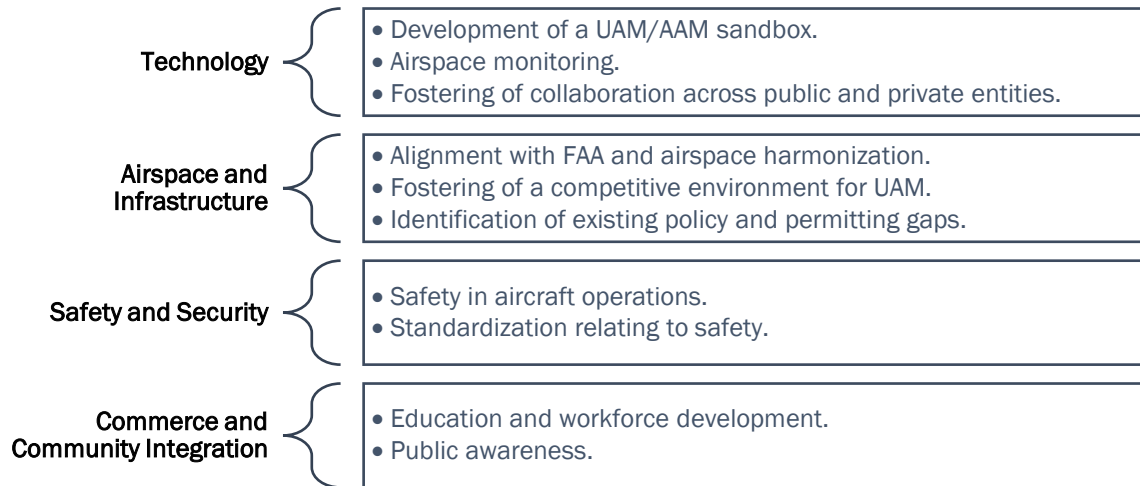 Technology
• Development of a UAM/AAM sandbox.
• Airspace monitoring.
• Fostering of collaboration across public and private entities.
Airspace and
Infrastructure
• Alignment with FAA and airspace harmonization.
• Fostering of a competitive environment for UAM.
• Identification of existing policy and permitting gaps.
Safety and Security
• Safety in aircraft operations.
• Standardization relating to safety.
Commerce and
Community Integration
• Education and workforce development.
• Public awareness.